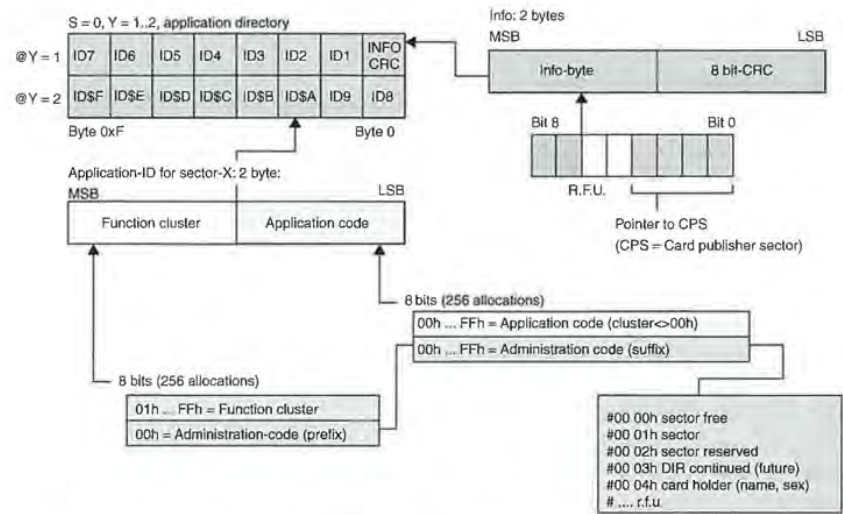 S = 0, Y = 1..2, application directory
@Y = 1
ID7 ID6 ID5 ID4 ID3 ID2 ID1 INFO CRC
@Y = 2
ID$F ID$E ID$D ID$C ID$B ID$A ID9 ID8
Byte 0xF
Byte 0
Info: 2 bytes
MSB
LSB
Info-byte
8 bit-CRC
Bit 8
Bit 0
R.F.U.
Pointer to CPS
(CPS = Card publisher sector)
Application-ID for sector-X: 2 byte:
MSB
LSB
Function cluster
Application code
8 bits (256 allocations)
00h ... FFh = Application code (cluster<>00h)
00h ... FFh = Administration code (suffix)
8 bits (256 allocations)
01h ... FFh = Function cluster
00h = Administration-code (prefix)
#00 00h sector free
#00 01h sector
#00 02h sector reserved
#00 03h DIR continued (future)
#00 04h card holder (name, sex)
# .... r.f.u